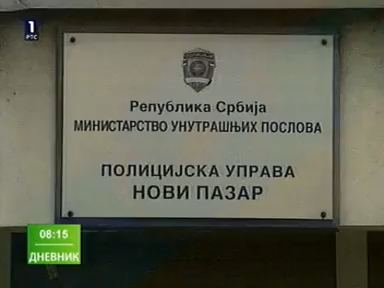 1
РТС
Република Србија
МИНИСТАРСТВО УНУТРАШЊИХ ПОСЛОВА
ПОЛИЦИЈСКА УПРАВА
НОВИ ПАЗАР
08:15
ДНЕВНИК